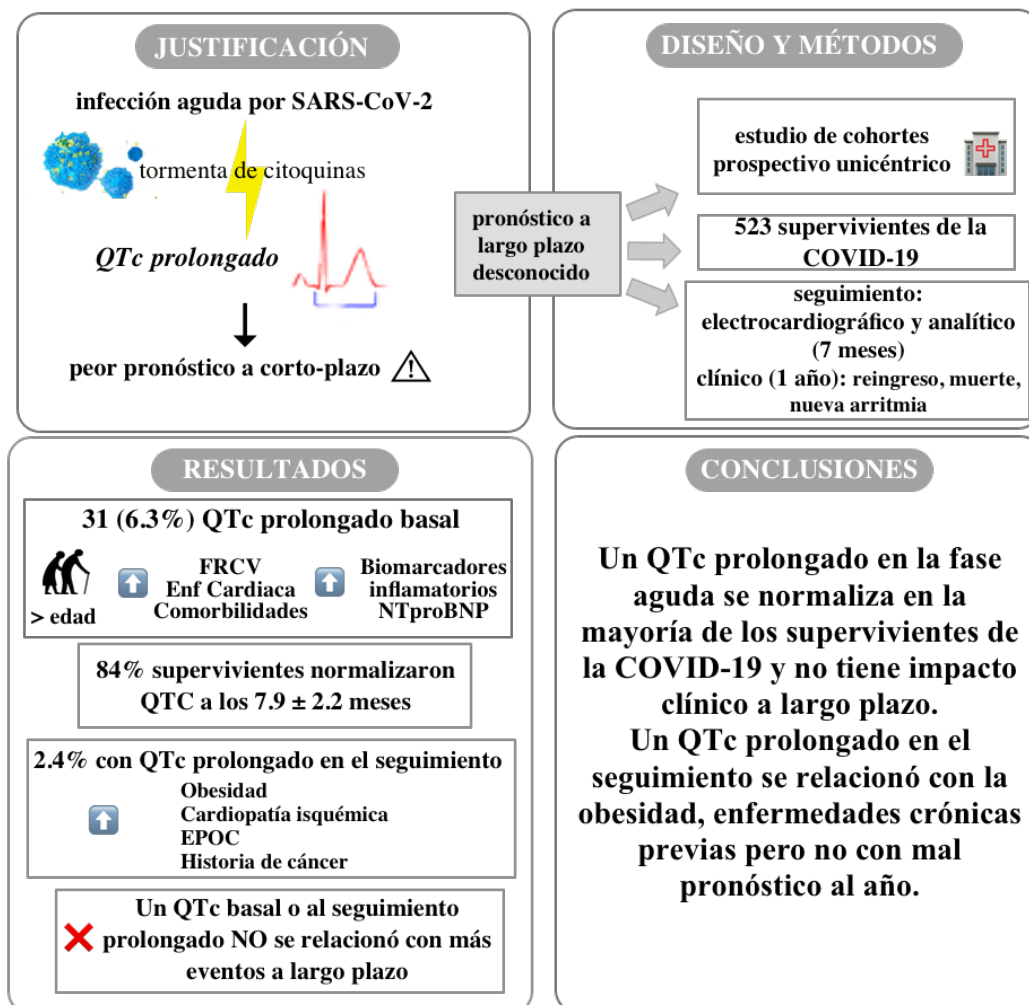 JUSTIFICACIÓN
infección aguda por SARS-CoV-2
tormenta de citoquinas
QTc prolongado
peor pronóstico a corto-plazo
pronóstico a
largo plazo
desconocido
DISEÑO Y MÉTODOS
estudio de cohortes
prospectivo unicéntrico
523 supervivientes de la
COVID-19
seguimiento:
electrocardiográfico y analítico
(7 meses)
clínico (1 año): reingreso, muerte,
nueva arritmia
RESULTADOS
31 (6.3%) QTc prolongado basal
> edad
FRCV
Enf Cardiaca
Comorbilidades
Biomarcadores
inflamatorios
NTproBNP
84% supervivientes normalizaron
QTC a los 7.9 ± 2.2 meses
2.4% con QTc prolongado en el seguimiento
Obesidad
Cardiopatía isquémica
EPOC
Historia de cáncer
Un QTc basal o al seguimiento
prolongado NO se relacionó con más
eventos a largo plazo
CONCLUSIONES
Un QTc prolongado en la fase
aguda se normaliza en la
mayoría de los supervivientes de
la COVID-19 y no tiene impacto
clínico a largo plazo.
Un QTc prolongado en el
seguimiento se relacionó con la
obesidad, enfermedades crónicas
previas pero no con mal
pronóstico al año.